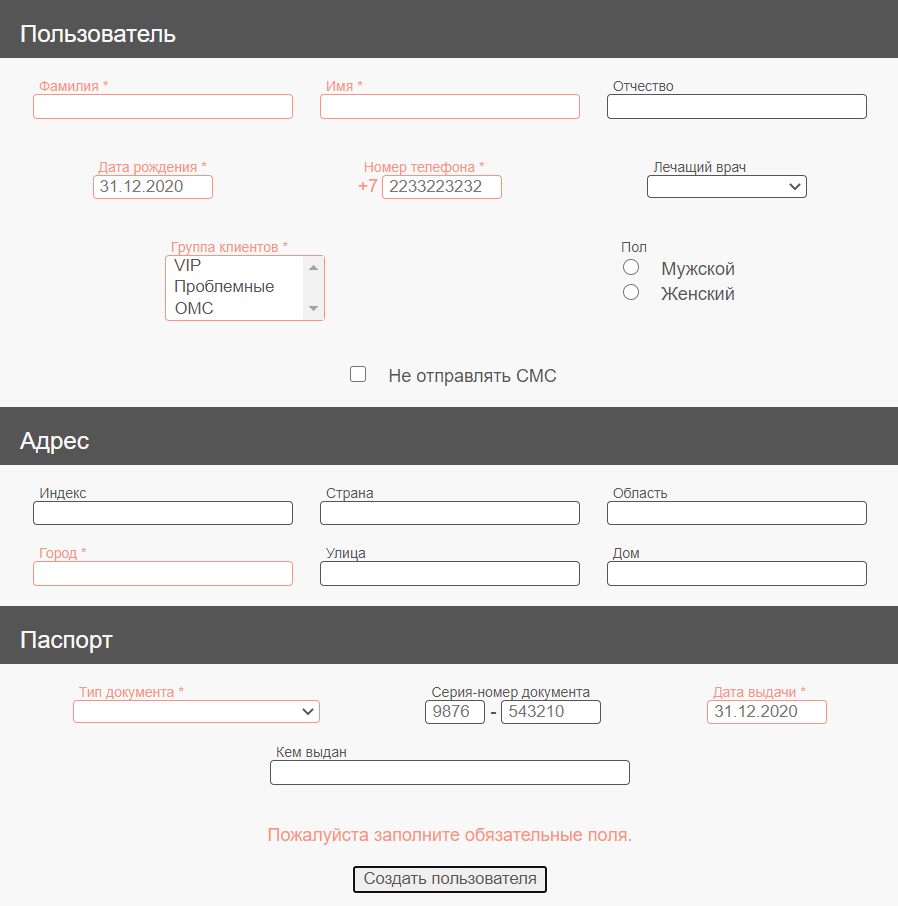 Пользователь
Фамилия * Имя * Отчество
Дата рождения * Номер телефона * Лечащий врач
31.12.2020 +7 2233223232
Группа клиентов * Пол
VIP
Мужской
Проблемные
Женский
ОМС
Не отправлять СМС
Адрес
Индекс Страна Область
Город * Улица Дом
Паспорт
Тип документа * Серия-номер документа Дата выдачи *
9876 - 543210 31.12.2020
Кем выдан
Пожалуйста заполните обязательные поля.
Создать пользователя